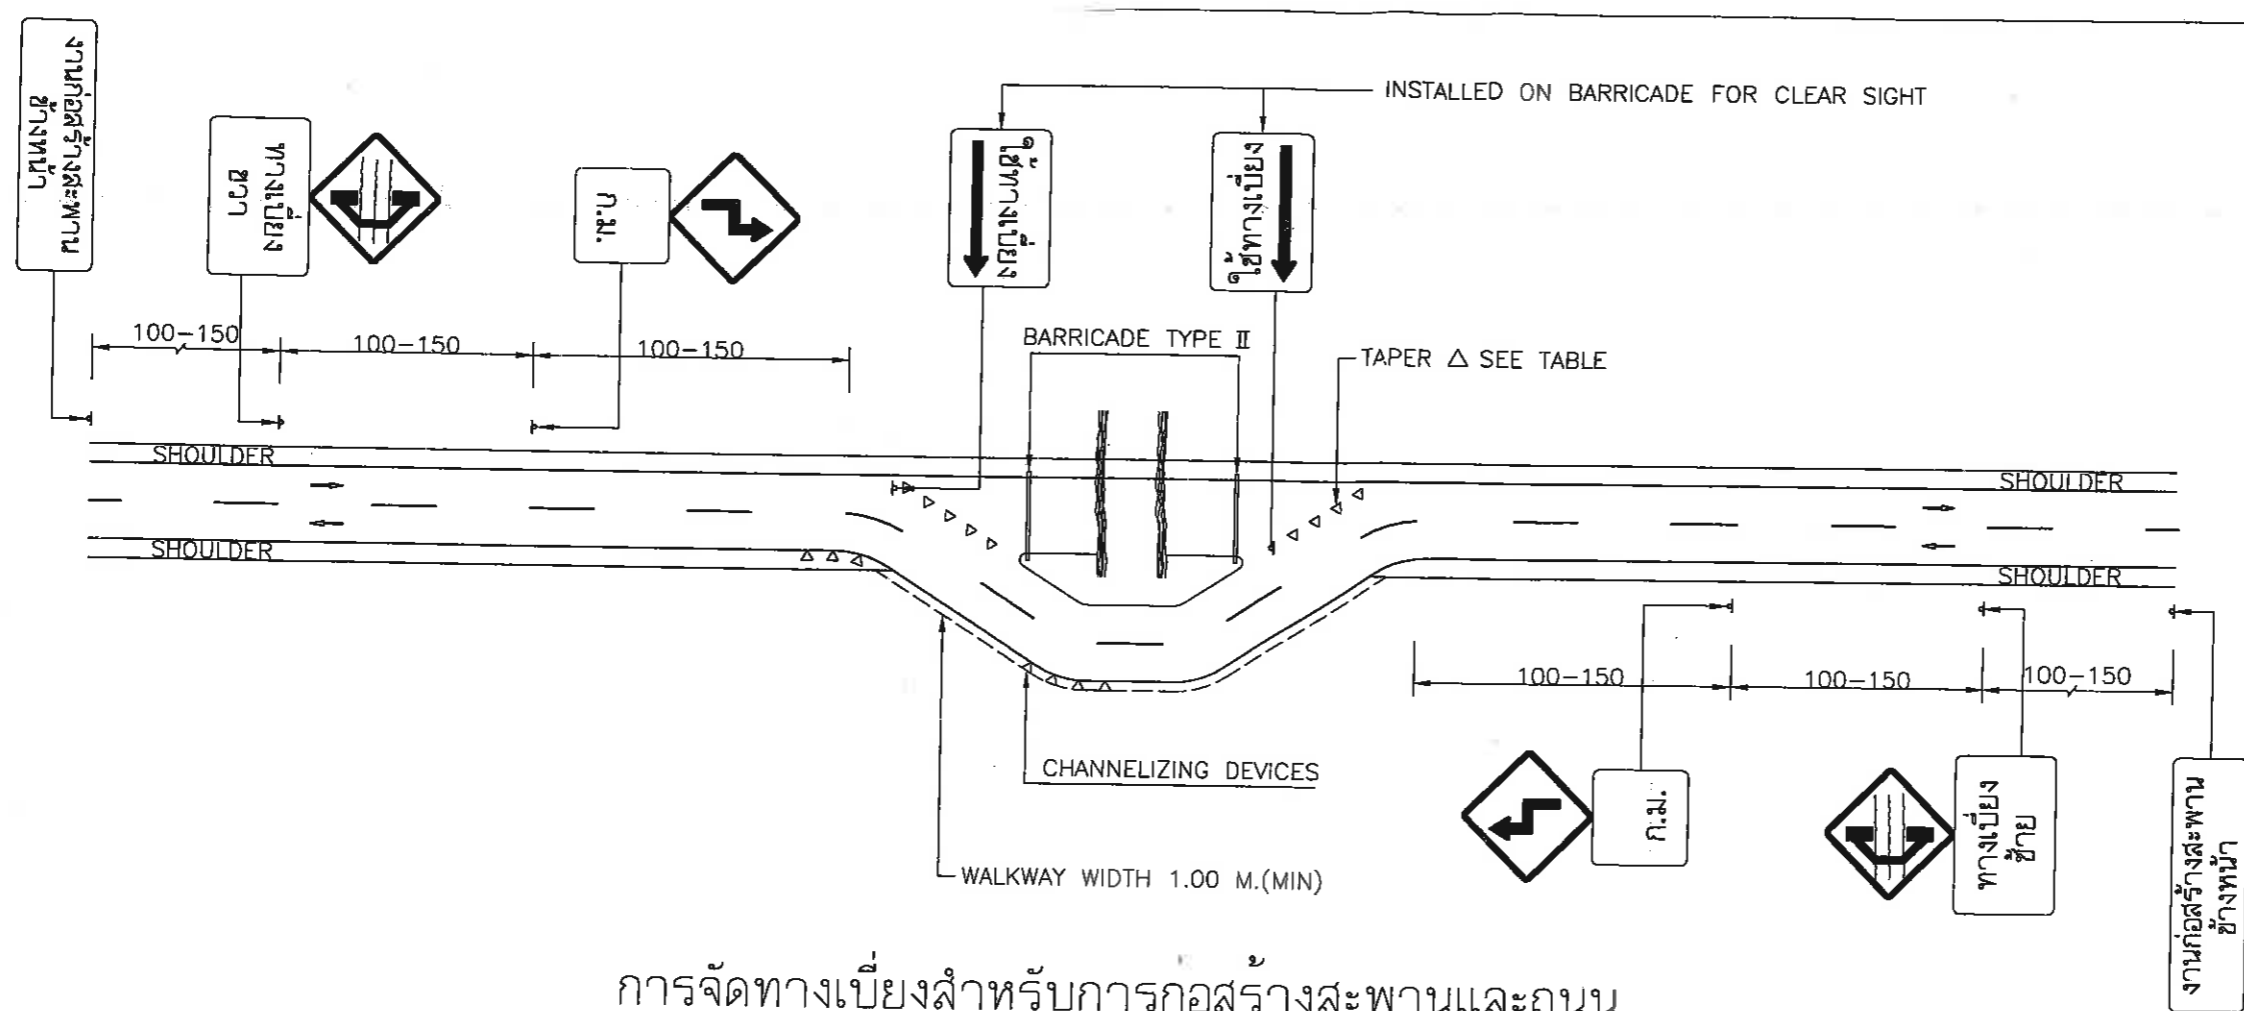 งานก่อสร้างสะพาน
ข้างหน้า
ทางเบี่ยง
ขวา
ก.ม.
ใช้ทางเบี่ยง
ใช้ทางเบี่ยง
INSTALLED ON BARRICADE FOR CLEAR SIGHT
100-150
100-150
100-150
BARRICADE TYPE II
TAPER △ SEE TABLE
SHOULDER
SHOULDER
SHOULDER
SHOULDER
100-150
100-150
100-150
CHANNELIZING DEVICES
WALKWAY WIDTH 1.00 M.(MIN)
ก.ม.
ทางเบี่ยง
ซ้าย
งานก่อสร้างสะพาน
ข้างหน้า
การจัดทางเบี่ยงสำหรับการกอสร้างสะพานและถนน